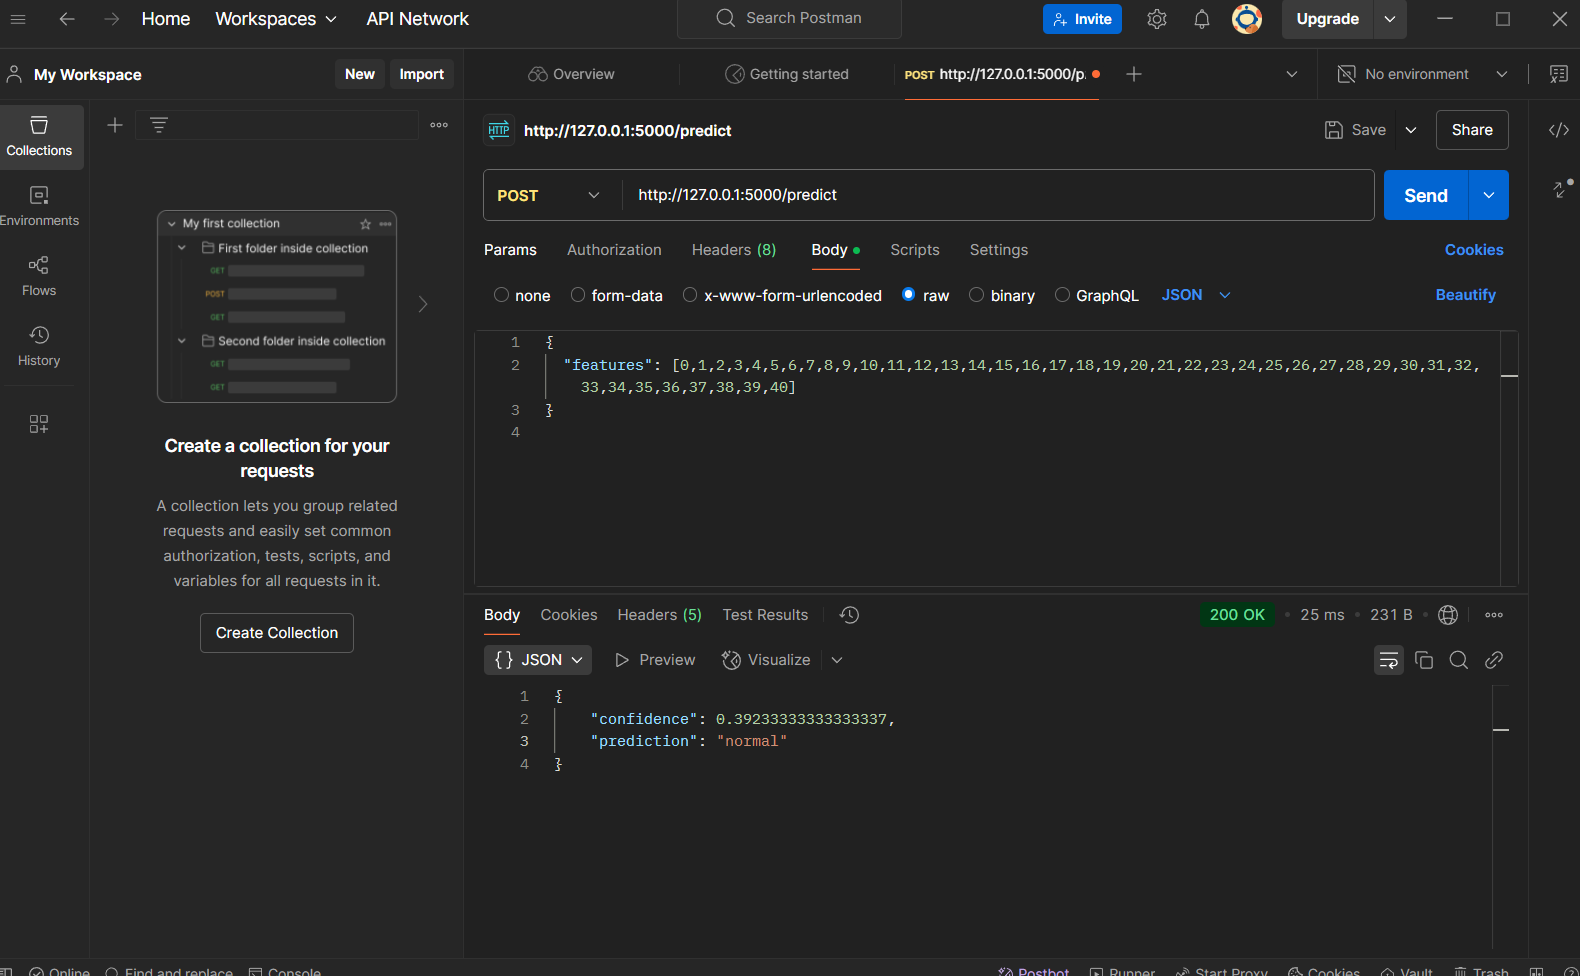 Home Workspaces API Network Search Postman Invite Upgrade
My Workspace New Import Overview Getting started POST http://127.0.0.1:5000/p. No environment
Collections
Environments
Flows
History
My first collection
First folder inside collection
GET
POST
GET
Second folder inside collection
GET
GET
Create a collection for your
requests
A collection lets you group related
requests and easily set common
authorization, tests, scripts, and
variables for all requests in it.
Create Collection
HTTP http://127.0.0.1:5000/predict Save Share
POST http://127.0.0.1:5000/predict Send
Params Authorization Headers (8) Body Scripts Settings Cookies
none form-data x-www-form-urlencoded raw binary GraphQL JSON Beautify
1 {
2 "features": [0,1,2,3,4,5,6,7,8,9,10,11,12,13,14,15,16,17,18,19,20,21,22,23,24,25,26,27,28,29,30,31,32,
33,34,35,36,37,38,39,40]
3 }
4
Body Cookies Headers (5) Test Results 200 OK • 25 ms • 231 B •
{} JSON Preview Visualize
1 {
2 "confidence": 0.39233333333333337,
3 "prediction": "normal"
4 }
Online Find and replace Console Postbot Runner Start Proxy Cookies Vault Trash